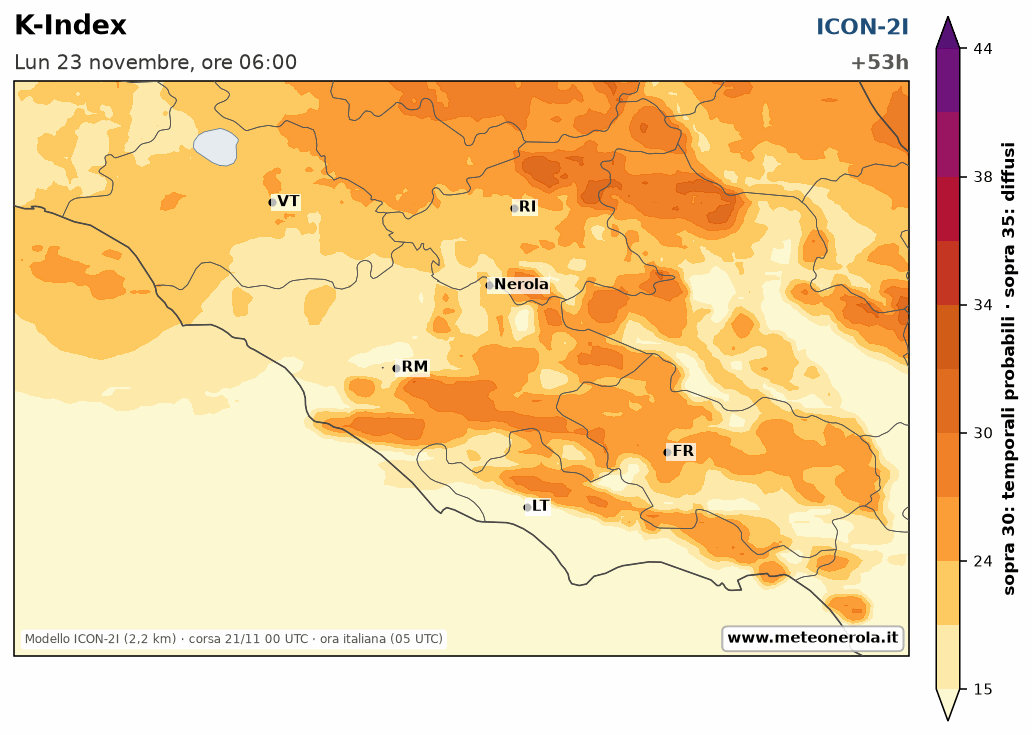 K-Index
ICON-2I
Lun 23 novembre, ore 06:00
+53h
44
38
34
30
24
15
sopra 30: temporali probabili · sopra 35: diffusi
VT
RI
Nerola
RM
FR
LT
Modello ICON-2I (2,2 km) · corsa 21/11 00 UTC · ora italiana (05 UTC)
www.meteonerola.it